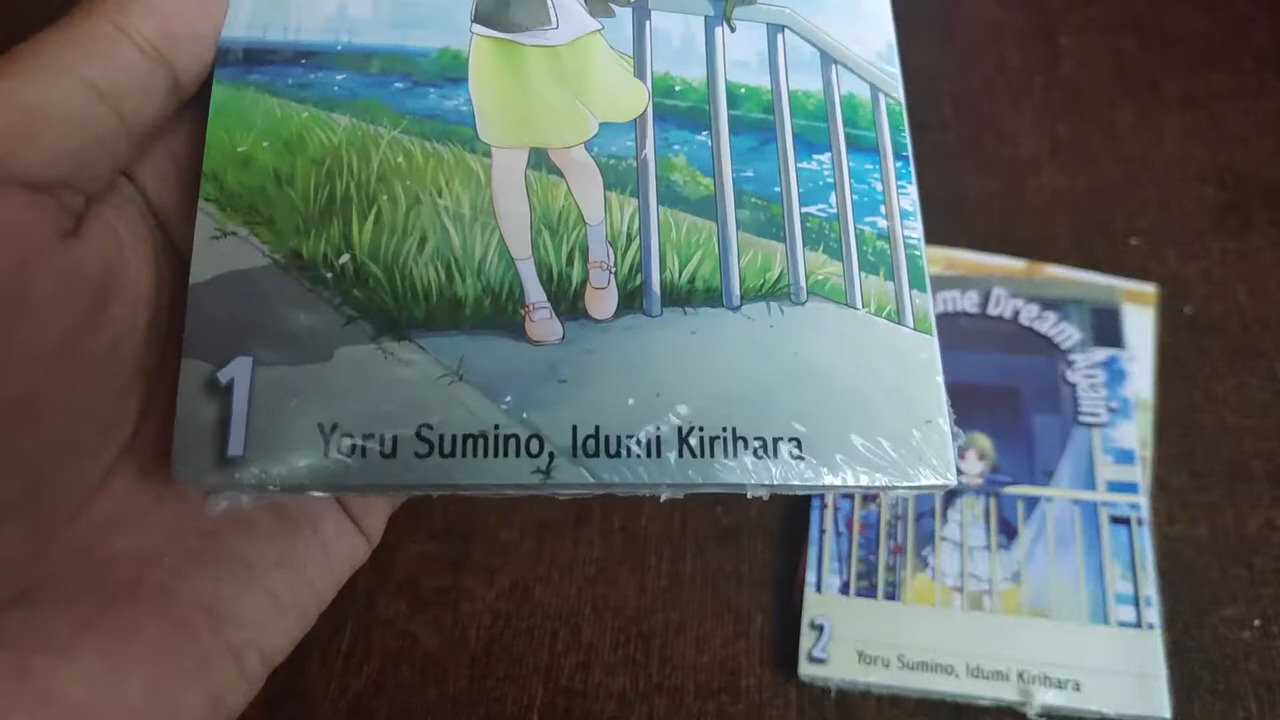 1
Yoru Sumino, Idumi Kirihara
me Dream Again
2
Yoru Sumino, Idumi Kirihara